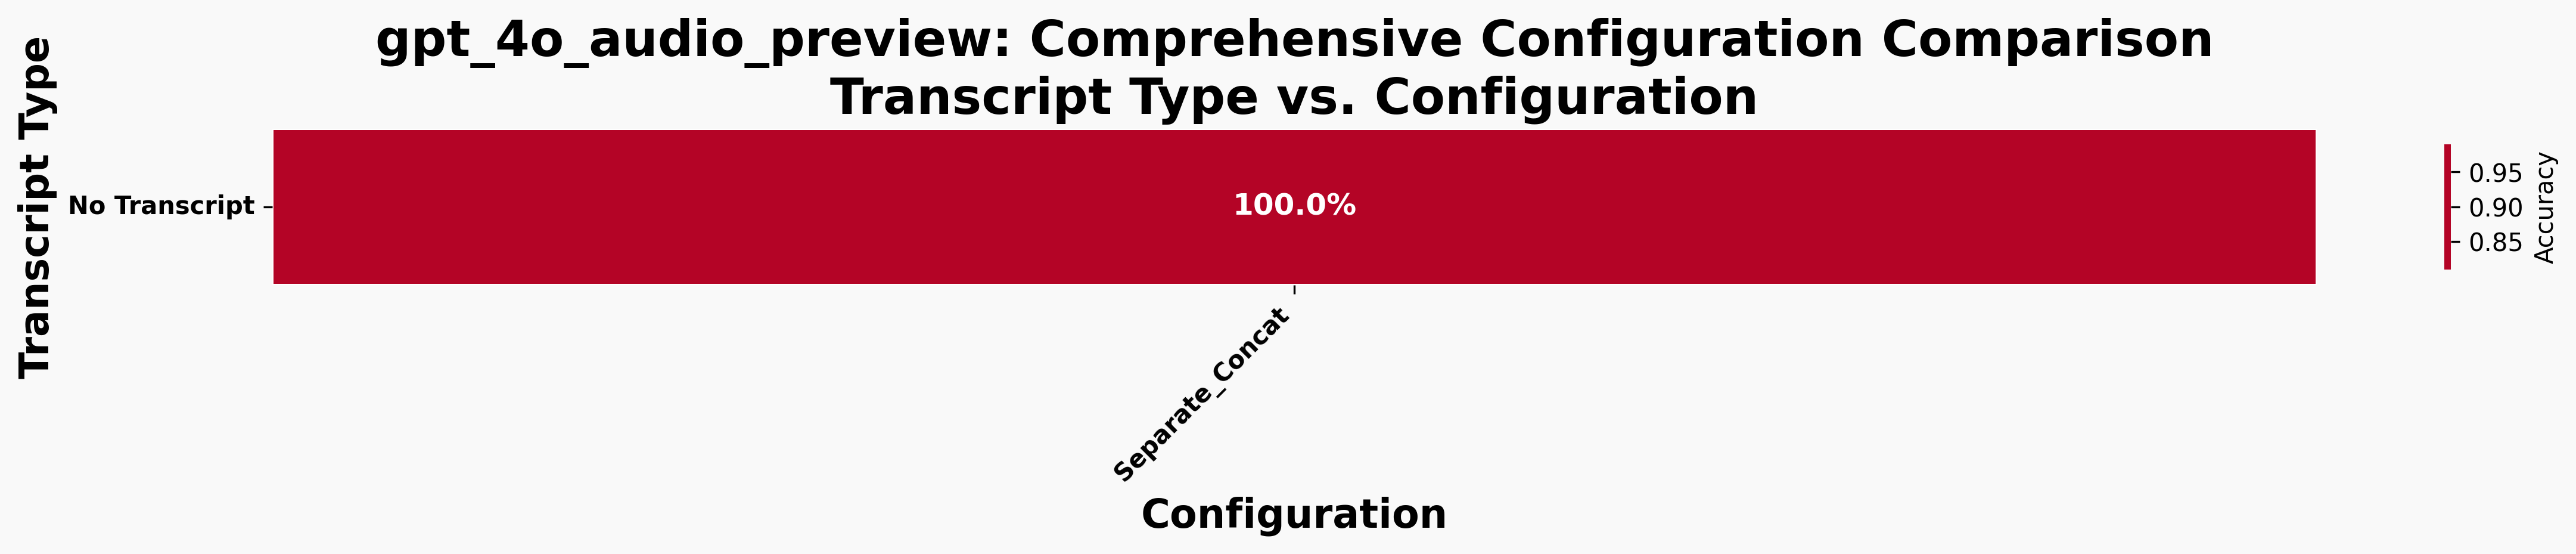 gpt_4o_audio_preview: Comprehensive Configuration Comparison
Transcript Type vs. Configuration
Transcript Type
No Transcript
100.0%
0.95
0.90
0.85
Accuracy
Separate_Concat
Configuration